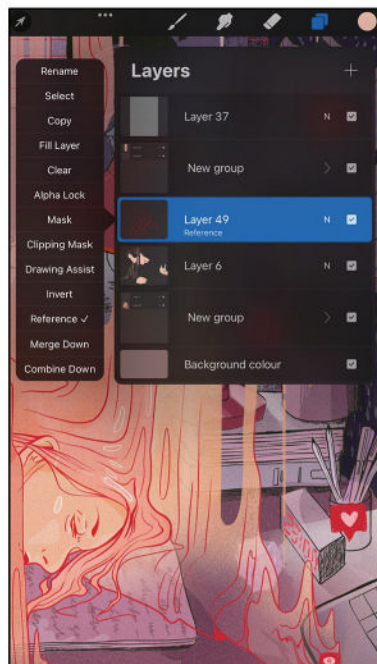 Layers
Rename
Select
Copy
Fill Layer
Clear
Alpha Lock
Mask
Clipping Mask
Drawing Assist
Invert
Reference ✓
Merge Down
Combine Down
Layer 37
N
New group
Layer 49
N
Reference
Layer 6
N
New group
Background colour